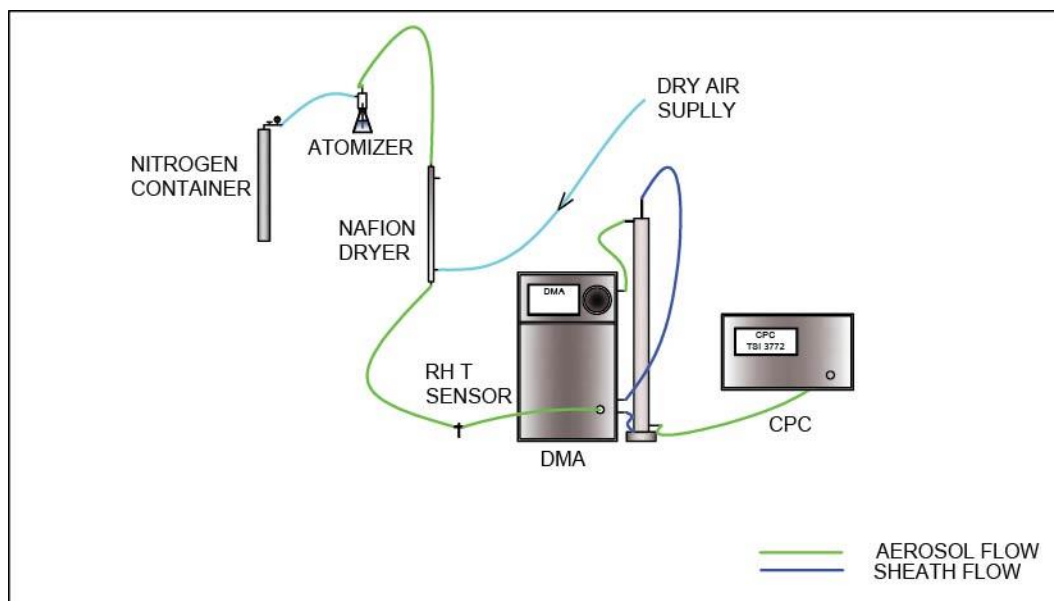 DRY AIR
SUPLLY
ATOMIZER
NITROGEN
CONTAINER
NAFION
DRYER
DMA
CPC
TSI 3772
RH T
SENSOR
CPC
DMA
AEROSOL FLOW
SHEATH FLOW